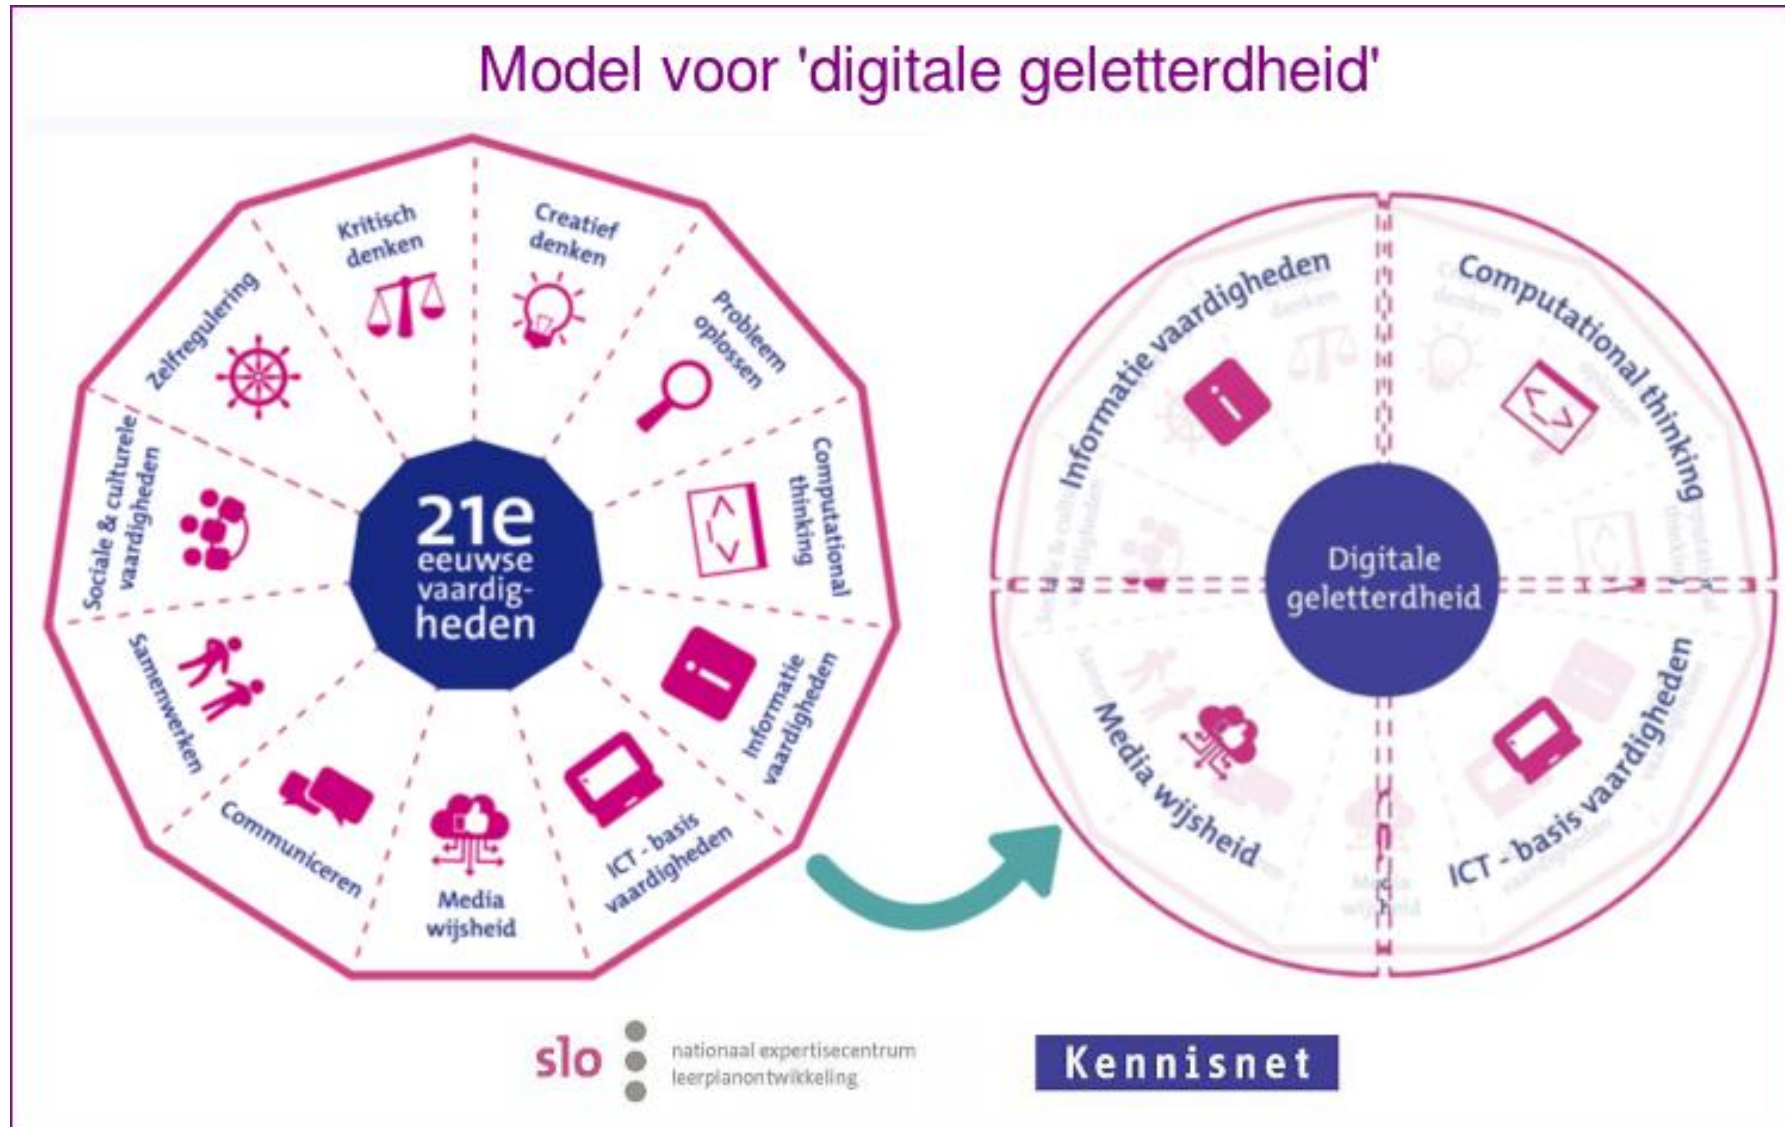 Model voor 'digitale geletterdheid'
Kritisch
denken
Creatief
denken
Probleem
oplossen
Computational
thinking
Informatie
vaardigheden
ICT - basis
vaardigheden
Media
wijsheid
Communiceren
Samenwerken
Sociale & culturele
vaardigheden
Zelfregulering
21e
eeuwse
vaardig-
heden
Informatie vaardigheden
Computational thinking
ICT - basis vaardigheden
Media wijsheid
Digitale
geletterdheid
slo
nationaal expertisecentrum
leerplanontwikkeling
Kennisnet